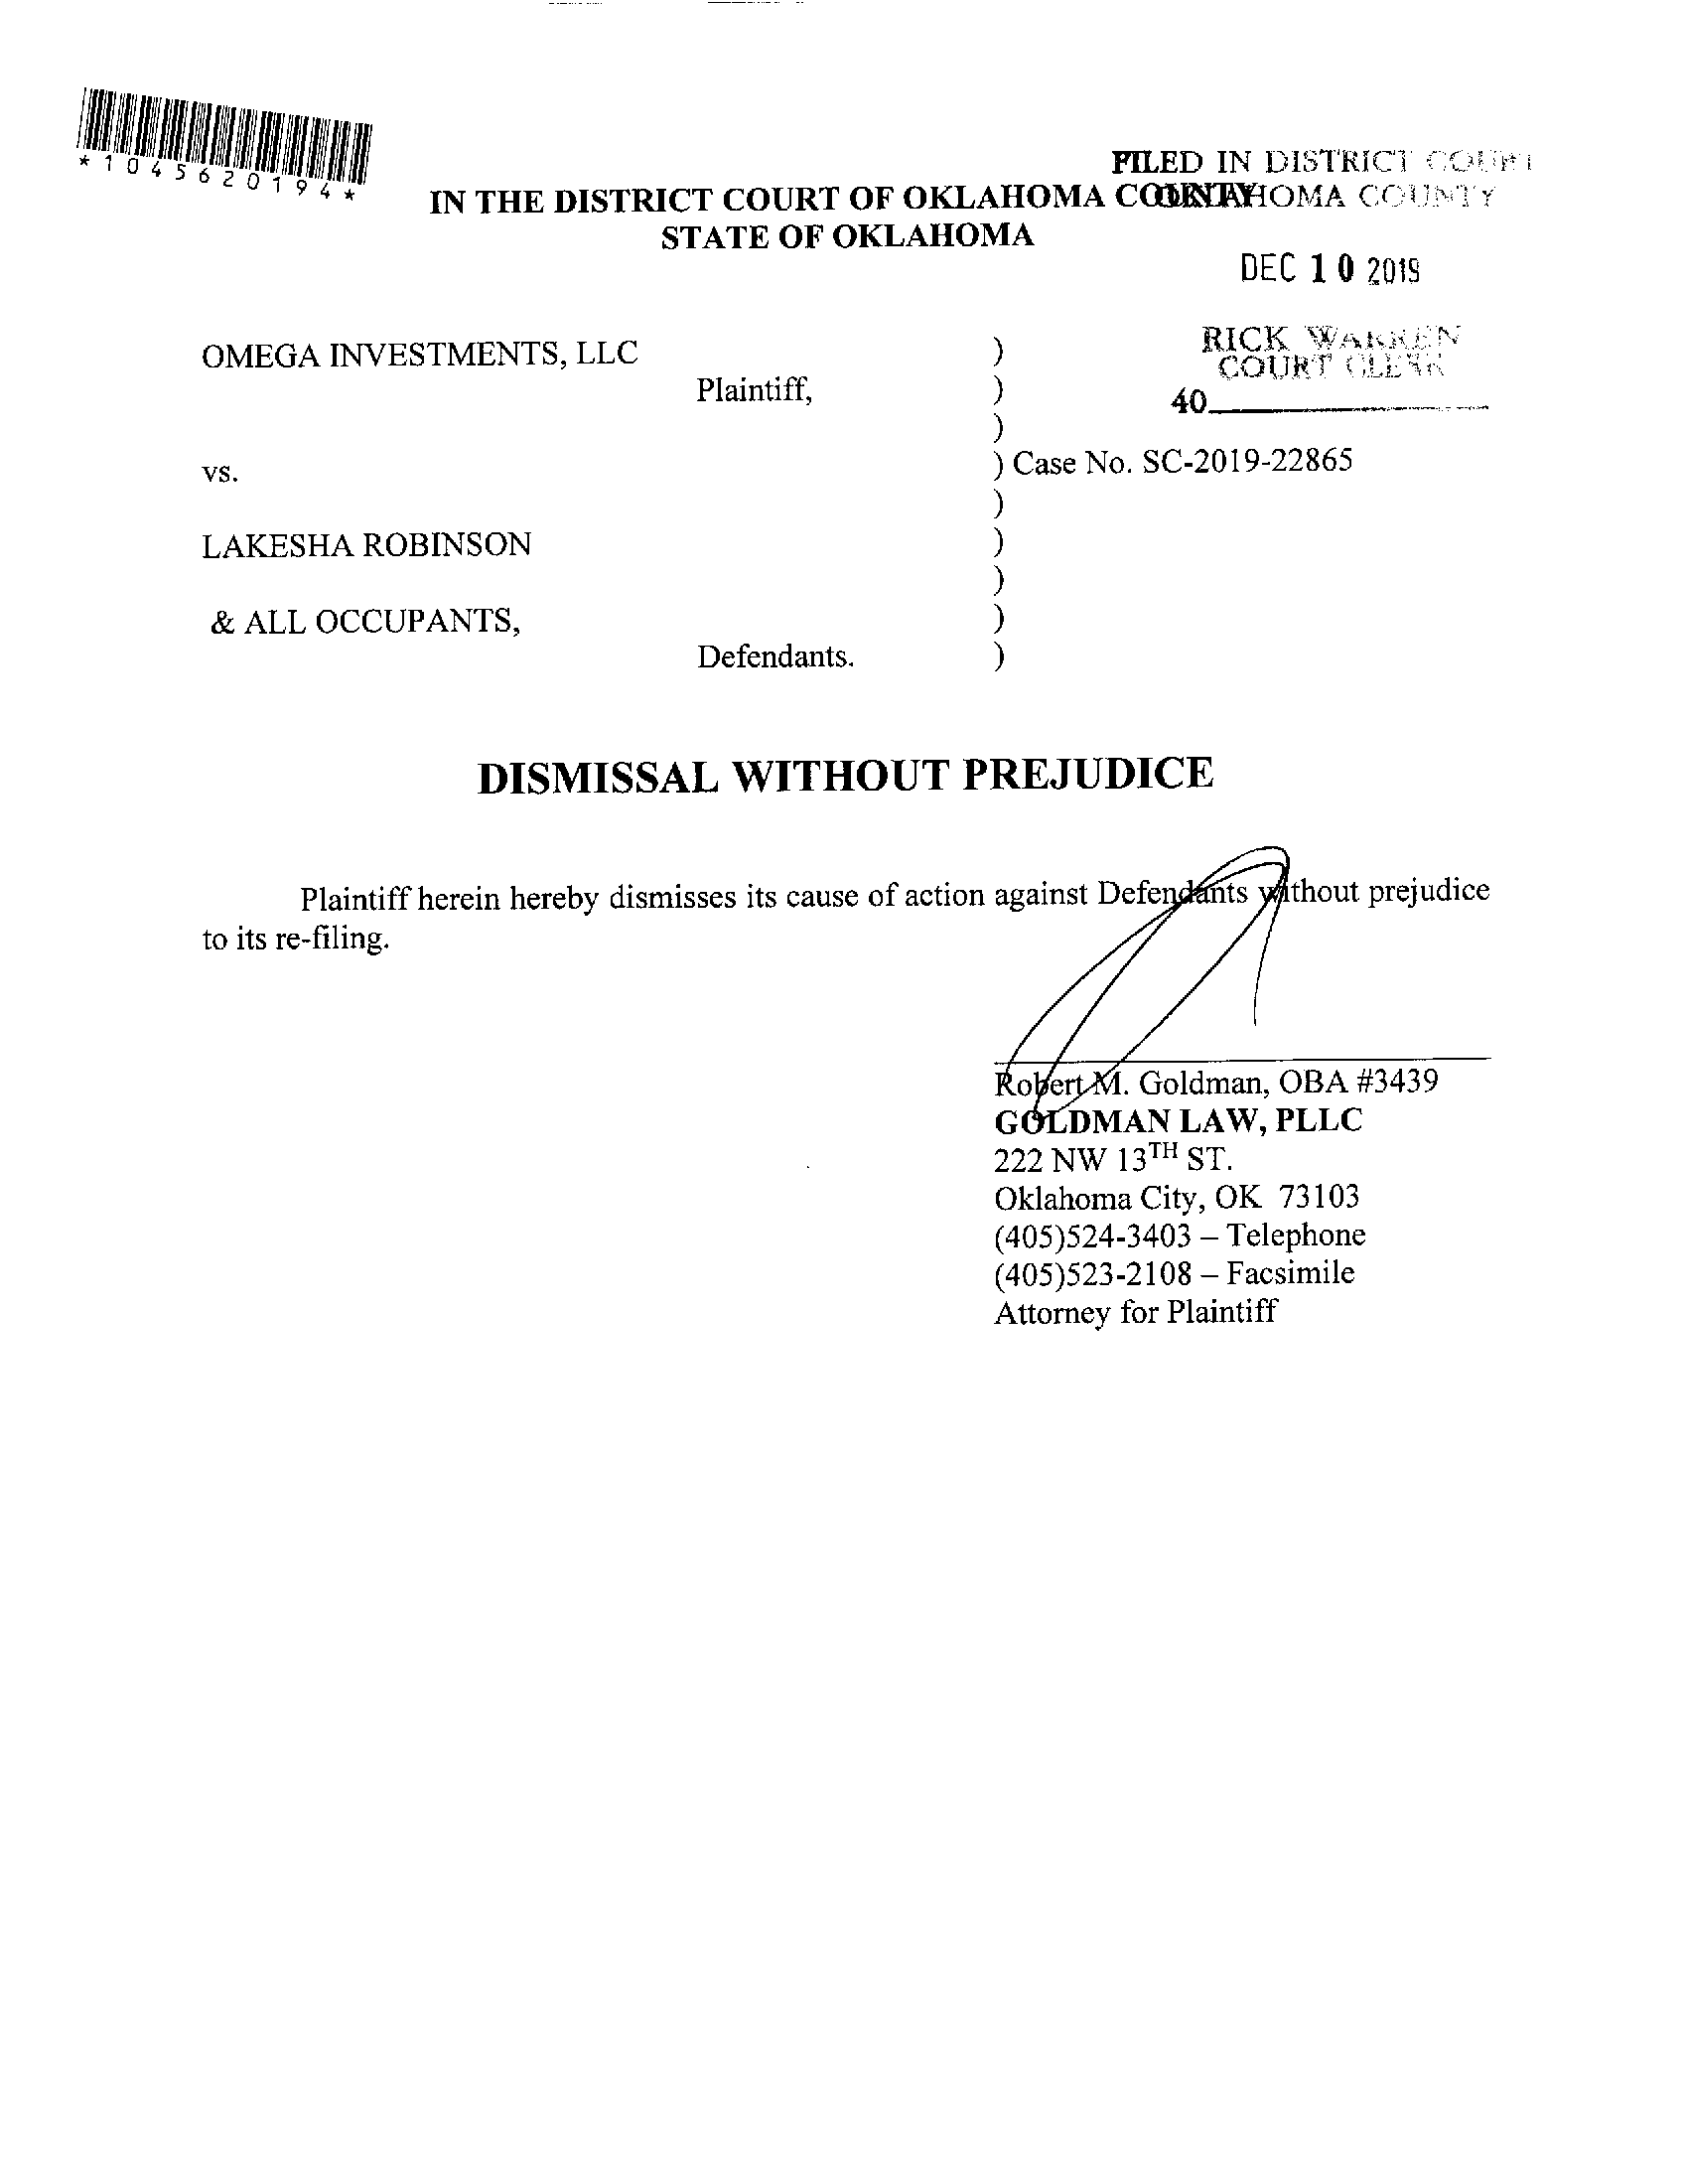 *1045620194*
FILED IN DISTRICT COURT
OKLAHOMA COUNTY
IN THE DISTRICT COURT OF OKLAHOMA COUNTY
STATE OF OKLAHOMA
DEC 10 2019
RICK WARREN
COURT CLERK
40
OMEGA INVESTMENTS, LLC )
Plaintiff, )
)
vs. ) Case No. SC-2019-22865
)
LAKESHA ROBINSON )
)
& ALL OCCUPANTS, )
Defendants. )
DISMISSAL WITHOUT PREJUDICE
Plaintiff herein hereby dismisses its cause of action against Defendants without prejudice
to its re-filing.
Robert M. Goldman, OBA #3439
GOLDMAN LAW, PLLC
222 NW 13TH ST.
Oklahoma City, OK 73103
(405)524-3403 – Telephone
(405)523-2108 – Facsimile
Attorney for Plaintiff